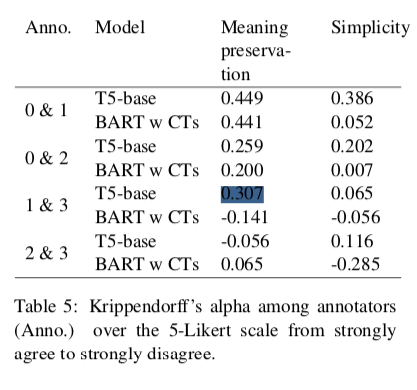 Anno. Model Meaning Simplicity
preserva-
tion
0 & 1 T5-base 0.449 0.386
BART w CTs 0.441 0.052
0 & 2 T5-base 0.259 0.202
BART w CTs 0.200 0.007
1 & 3 T5-base 0.307 0.065
BART w CTs -0.141 -0.056
2 & 3 T5-base -0.056 0.116
BART w CTs 0.065 -0.285
Table 5: Krippendorff's alpha among annotators
(Anno.) over the 5-Likert scale from strongly
agree to strongly disagree.